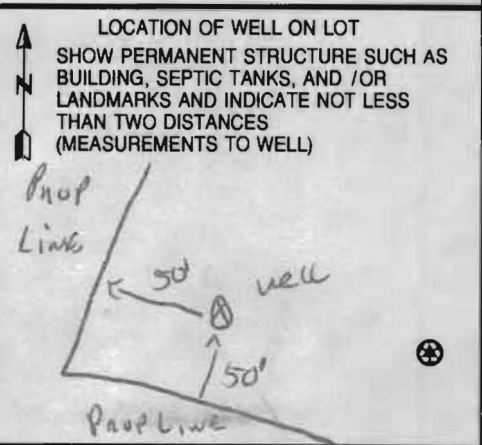 LOCATION OF WELL ON LOT
SHOW PERMANENT STRUCTURE SUCH AS
BUILDING, SEPTIC TANKS, AND /OR
LANDMARKS AND INDICATE NOT LESS
THAN TWO DISTANCES
(MEASUREMENTS TO WELL)
N
Prop
Line
50'
well
50'
Prop Line